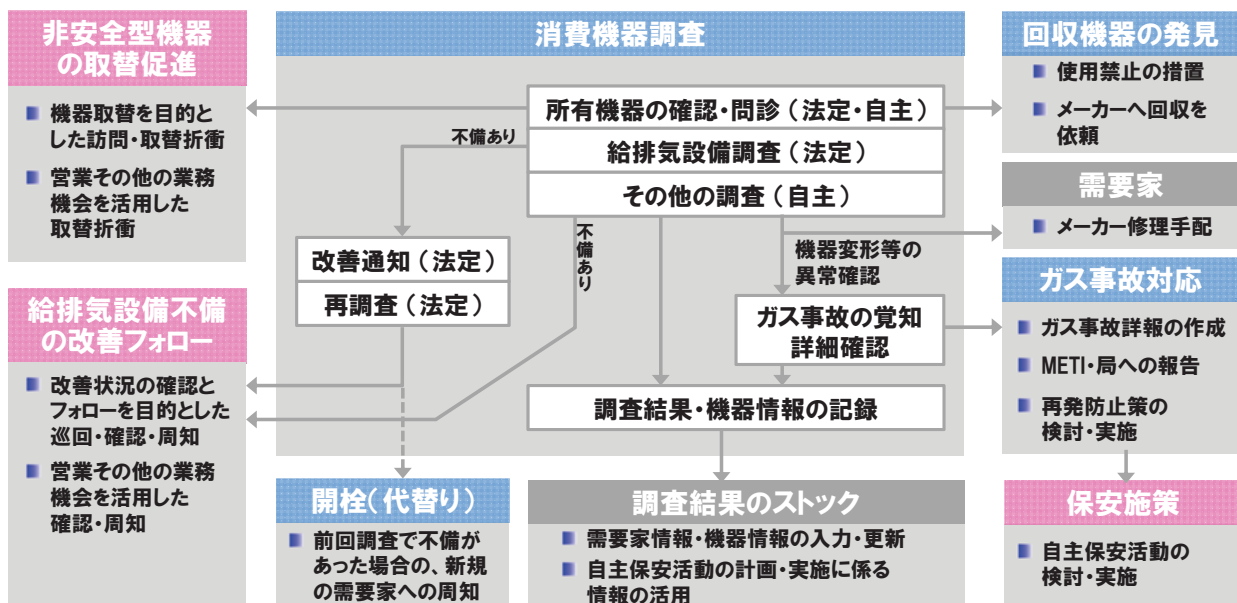 非安全型機器
の取替促進
機器取替を目的と
した訪問・取替折衝
営業その他の業務
機会を活用した
取替折衝
給排気設備不備
の改善フォロー
改善状況の確認と
フォローを目的とした
巡回・確認・周知
営業その他の業務
機会を活用した
確認・周知
消費機器調査
所有機器の確認・問診（法定・自主）
不備あり
給排気設備調査（法定）
その他の調査（自主）
不備あり
改善通知（法定）
再調査（法定）
機器変形等の
異常確認
ガス事故の覚知
詳細確認
調査結果・機器情報の記録
開栓（代替り）
前回調査で不備が
あった場合の、新規
の需要家への周知
調査結果のストック
需要家情報・機器情報の入力・更新
自主保安活動の計画・実施に係る
情報の活用
回収機器の発見
使用禁止の措置
メーカーへ回収を
依頼
需要家
メーカー修理手配
ガス事故対応
ガス事故詳報の作成
METI・局への報告
再発防止策の
検討・実施
保安施策
自主保安活動の
検討・実施